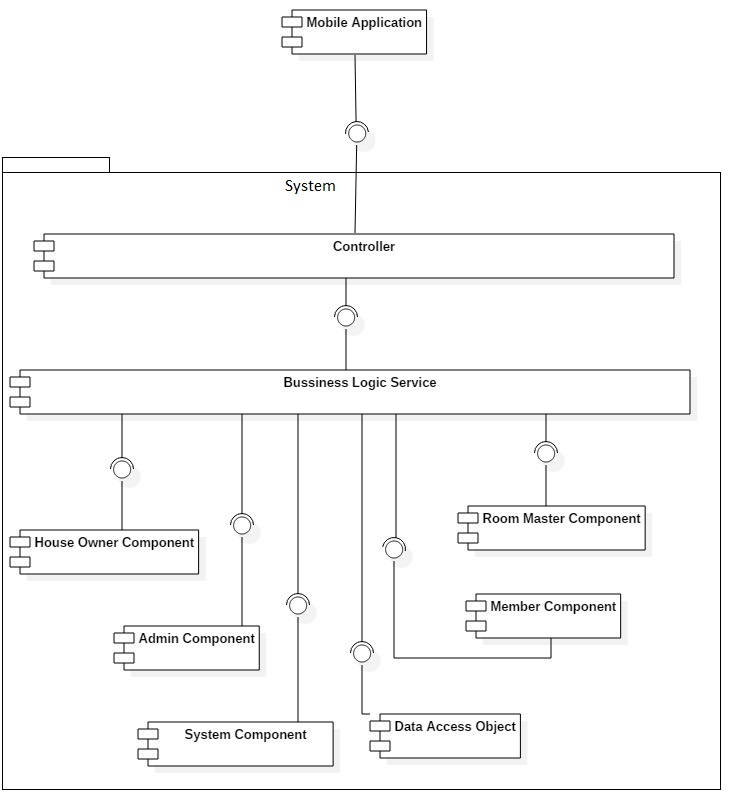 Mobile Application
System
Controller
Bussiness Logic Service
Room Master Component
House Owner Component
Member Component
Admin Component
Data Access Object
System Component